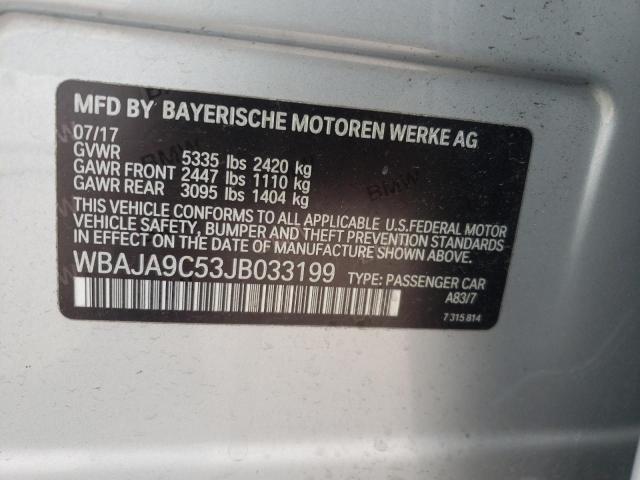 MFD BY BAYERISCHE MOTOREN WERKE AG
07/17
GVWR 5335 lbs 2420 kg
GAWR FRONT 2447 lbs 1110 kg
GAWR REAR 3095 lbs 1404 kg
THIS VEHICLE CONFORMS TO ALL APPLICABLE U.S.FEDERAL MOTOR
VEHICLE SAFETY, BUMPER AND THEFT PREVENTION STANDARDS
IN EFFECT ON THE DATE OF MANUFACTURE SHOWN ABOVE.
WBAJA9C53JB033199 TYPE: PASSENGER CAR
A83/7
7 315 814
BMW
BMW